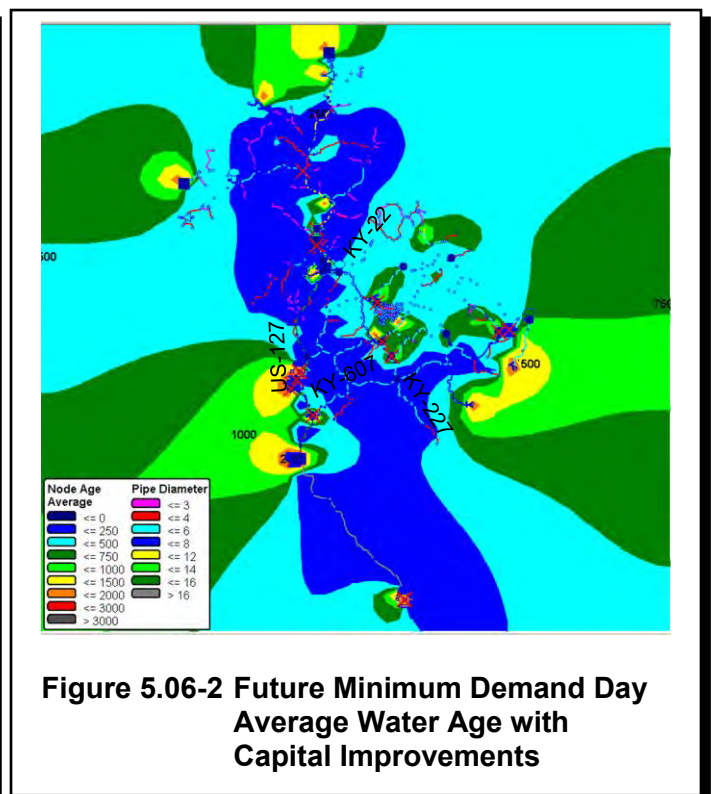 500
KY-22
750
US-127
KY-607
KY-227
500
1000
2
Node Age Average
<= 0
<= 250
<= 500
<= 750
<= 1000
<= 1500
<= 2000
<= 3000
> 3000
Pipe Diameter
<= 3
<= 4
<= 6
<= 8
<= 12
<= 14
<= 16
> 16
Figure 5.06-2 Future Minimum Demand Day
Average Water Age with
Capital Improvements